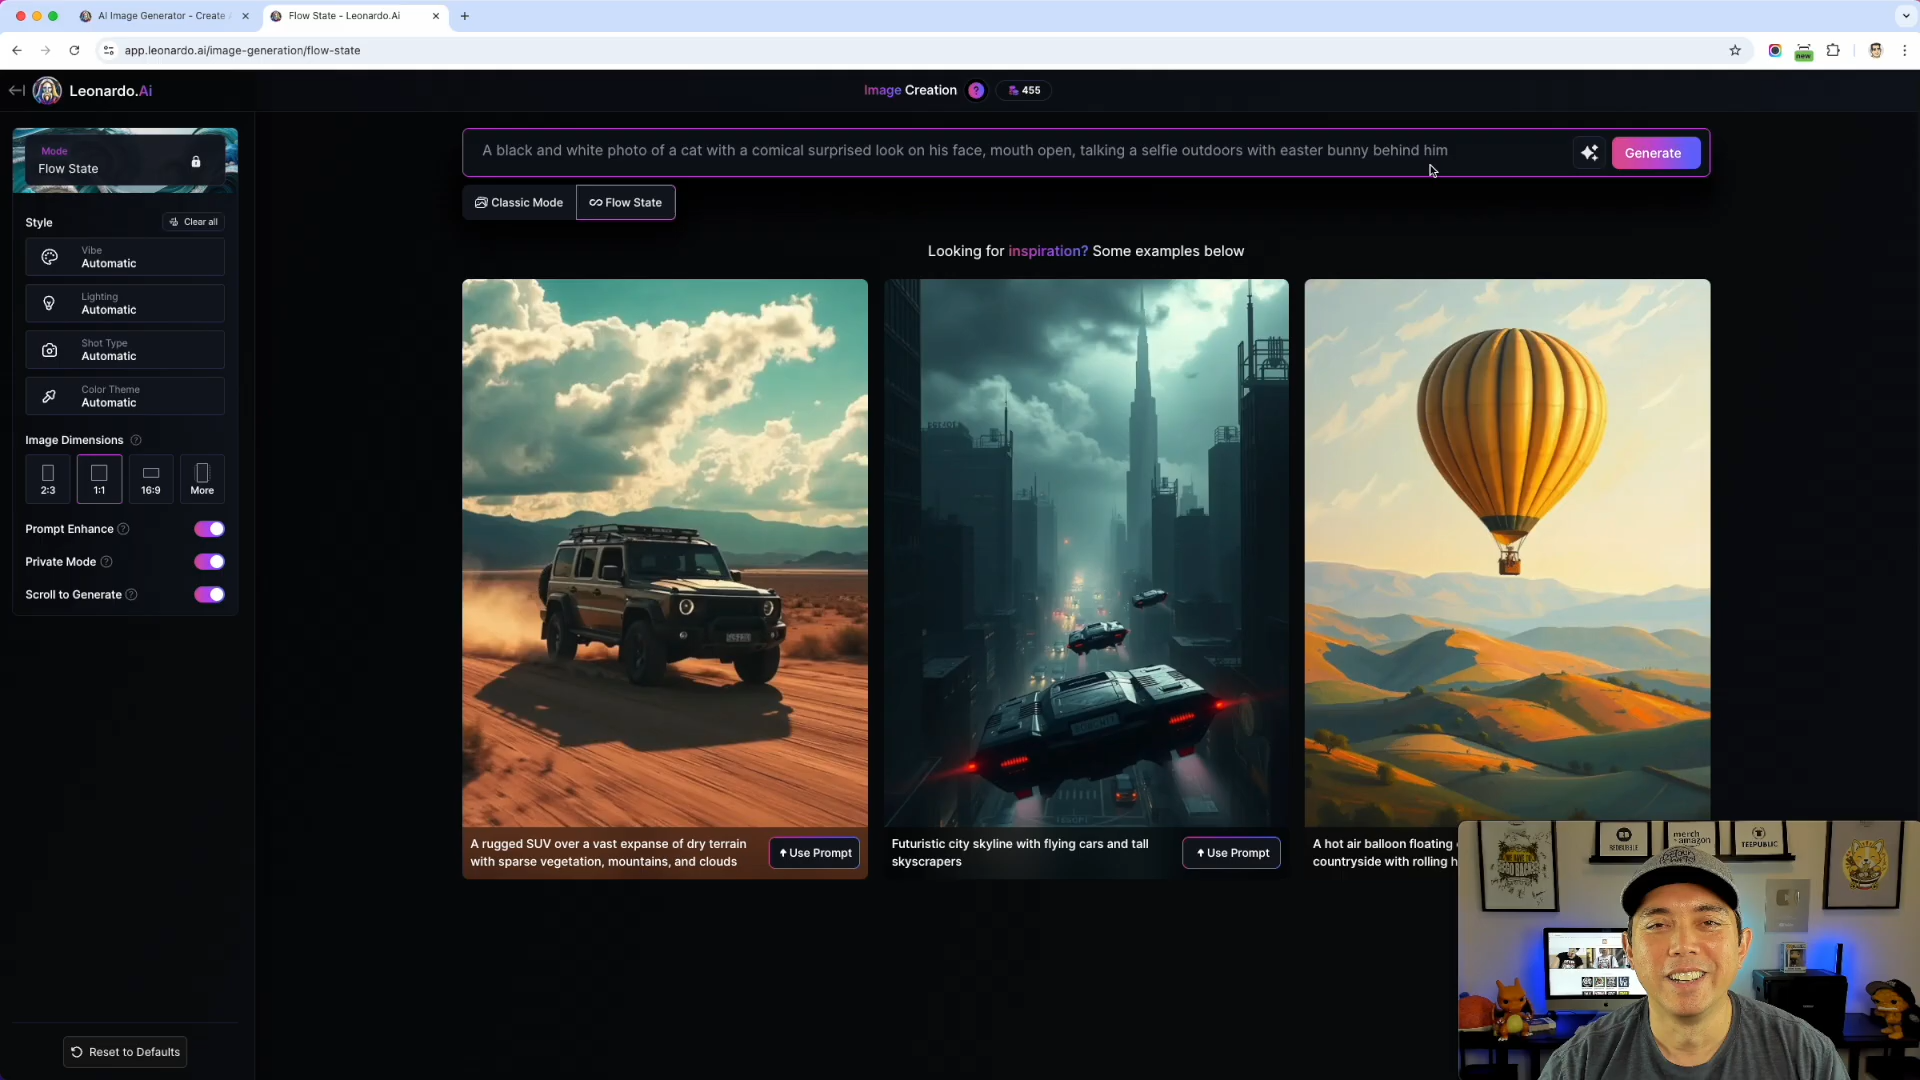 AI Image Generator - Create
Flow State - Leonardo.Ai
app.leonardo.ai/image-generation/flow-state
new
Leonardo.Ai
Image Creation
?
455
Mode
Flow State
A black and white photo of a cat with a comical surprised look on his face, mouth open, talking a selfie outdoors with easter bunny behind him
Generate
Classic Mode
Flow State
Style
Clear all
Vibe
Automatic
Lighting
Automatic
Shot Type
Automatic
Color Theme
Automatic
Image Dimensions
2:3
1:1
16:9
More
Prompt Enhance
Private Mode
Scroll to Generate
Reset to Defaults
Looking for inspiration? Some examples below
A rugged SUV over a vast expanse of dry terrain
with sparse vegetation, mountains, and clouds
Use Prompt
Futuristic city skyline with flying cars and tall
skyscrapers
Use Prompt
A hot air balloon floating
countryside with rolling h
REDBUBBLE
merch
amazon
TEEPUBLIC